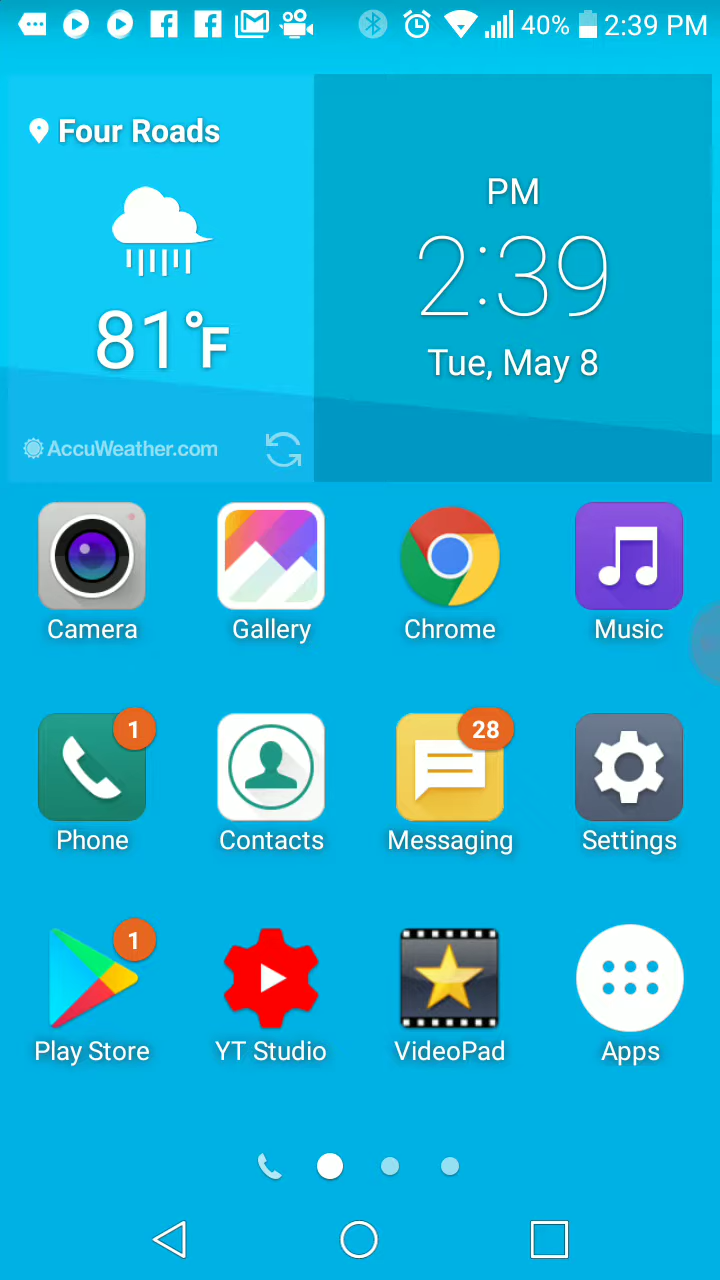 40% 2:39 PM
Four Roads
81°F
AccuWeather.com
PM
2:39
Tue, May 8
Camera Gallery Chrome Music
1 28
Phone Contacts Messaging Settings
1
Play Store YT Studio VideoPad Apps